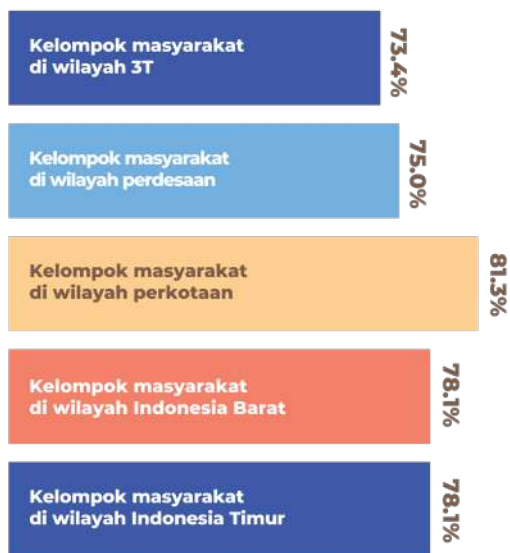 Kelompok masyarakat
di wilayah 3T
73.4%
Kelompok masyarakat
di wilayah perdesaan
75.0%
Kelompok masyarakat
di wilayah perkotaan
81.3%
Kelompok masyarakat
di wilayah Indonesia Barat
78.1%
Kelompok masyarakat
di wilayah Indonesia Timur
78.1%